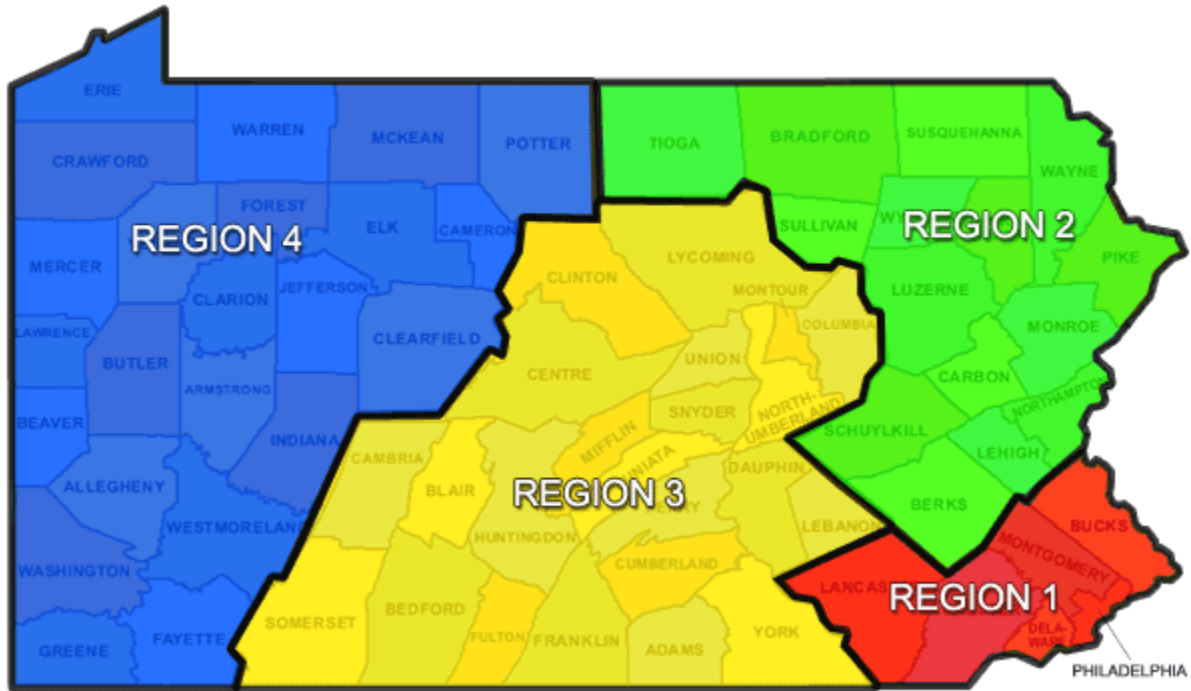 ERIE
CRAWFORD
WARREN
MCKEAN
POTTER
FOREST
ELK
CAMERON
REGION 4
MERCER
CLARION
JEFFERSON
LAWRENCE
BUTLER
CLEARFIELD
ARMSTRONG
BEAVER
INDIANA
ALLEGHENY
WESTMORELAND
WASHINGTON
GREENE
FAYETTE
TIOGA
BRADFORD
SUSQUEHANNA
WAYNE
SULLIVAN
REGION 2
PIKE
LUZERNE
MONROE
CARBON
NORTHAMPTON
SCHUYLKILL
LEHIGH
BERKS
LYCOMING
CLINTON
MONTOUR
COLUMBIA
CENTRE
UNION
SNYDER
NORTH-
UMBERLAND
MIFFLIN
CAMBRIA
BLAIR
DAUPHIN
REGION 3
HUNTINGDON
LEBANON
CUMBERLAND
BEDFORD
SOMERSET
FULTON
FRANKLIN
ADAMS
YORK
BUCKS
MONTGOMERY
REGION 1
DELA-
WARE
PHILADELPHIA